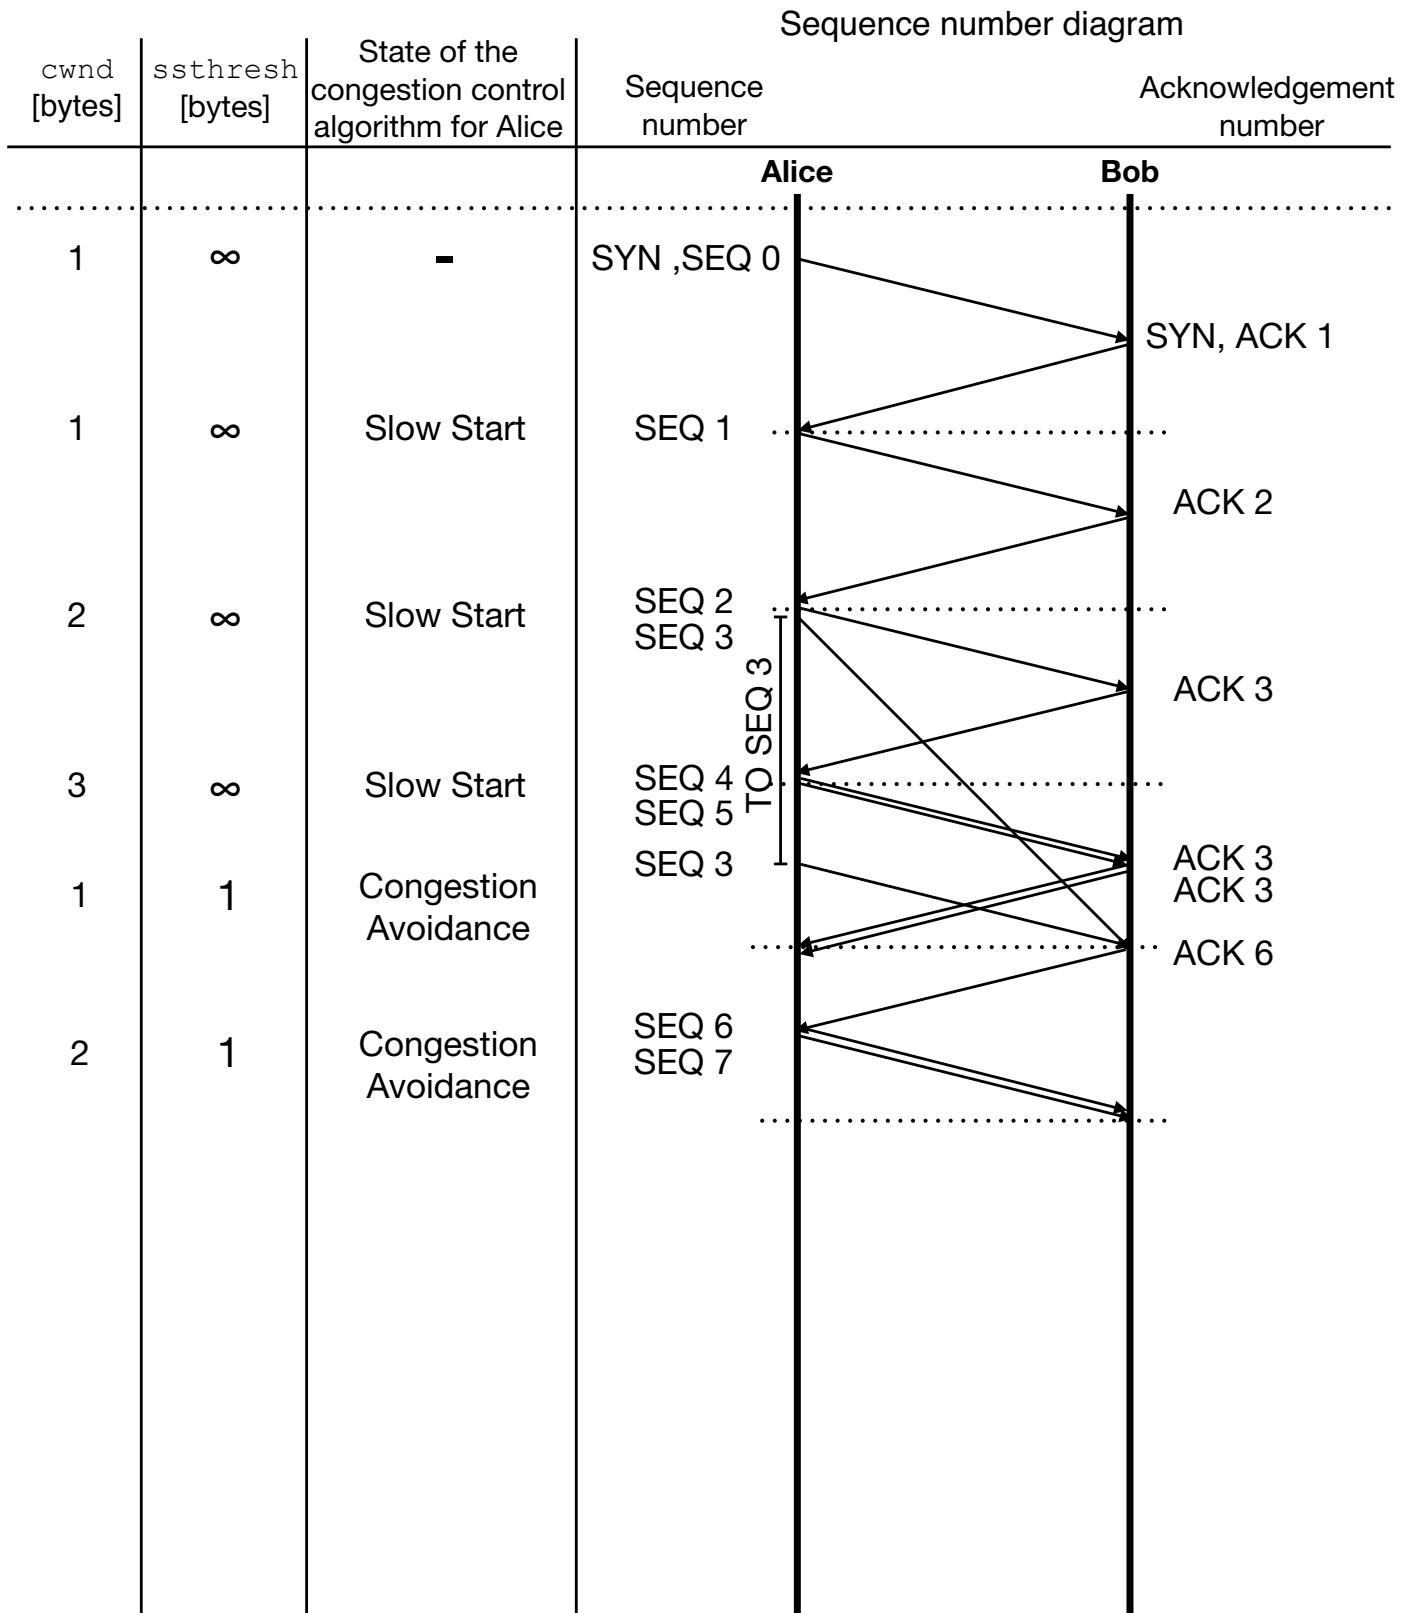 Sequence number diagram
cwnd
[bytes]
ssthresh
[bytes]
State of the
congestion control
algorithm for Alice
Sequence
number
Acknowledgement
number
Alice
Bob
1
∞
-
SYN ,SEQ 0
SYN, ACK 1
1
∞
Slow Start
SEQ 1
ACK 2
2
∞
Slow Start
SEQ 2
SEQ 3
TO SEQ 3
ACK 3
3
∞
Slow Start
SEQ 4
SEQ 5
SEQ 3
ACK 3
ACK 3
1
1
Congestion
Avoidance
ACK 6
2
1
Congestion
Avoidance
SEQ 6
SEQ 7